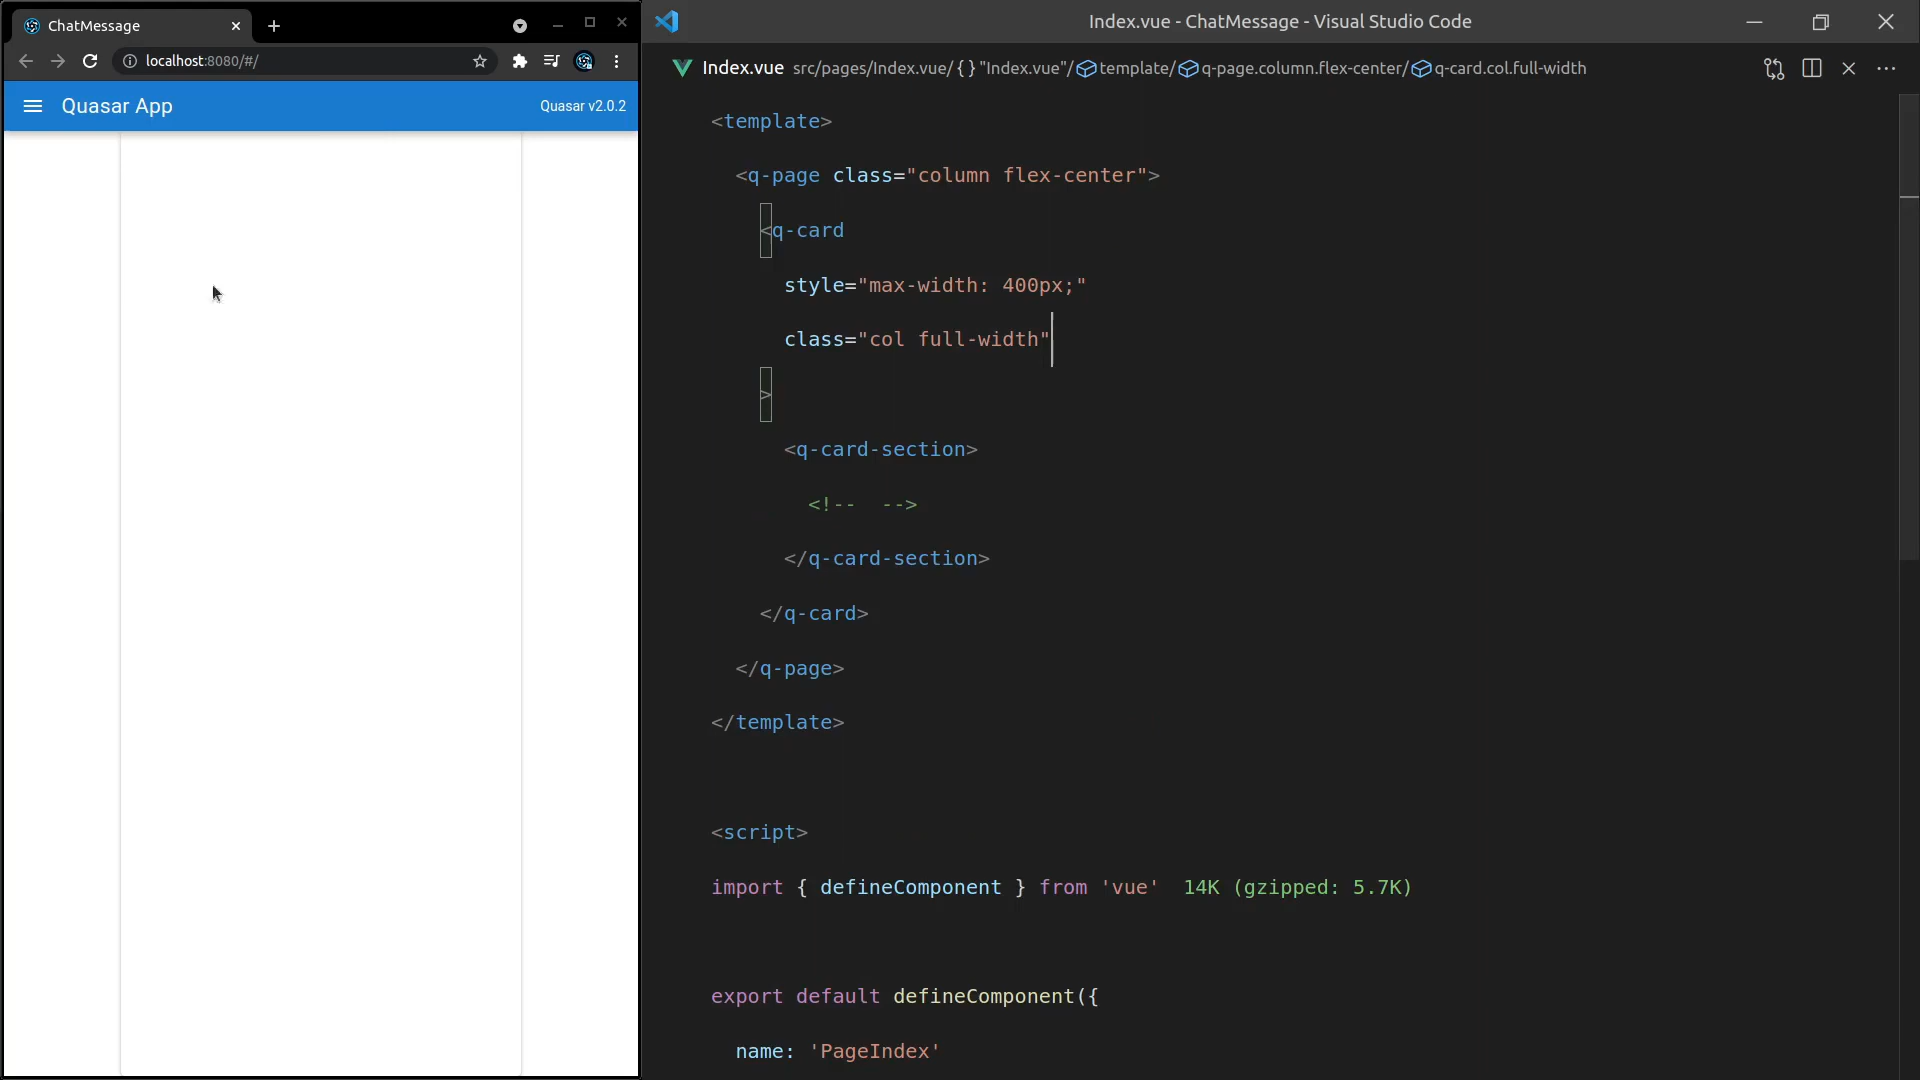 ChatMessage
localhost:8080/#/
Quasar App
Quasar v2.0.2
Index.vue - ChatMessage - Visual Studio Code
Index.vue src/pages/Index.vue/{}"Index.vue"/template/q-page.column.flex-center/q-card.col.full-width
<template>
<q-page class="column flex-center">
<q-card
style="max-width: 400px;"
class="col full-width"
>
<q-card-section>
<!--  -->
</q-card-section>
</q-card>
</q-page>
</template>
<script>
import { defineComponent } from 'vue'  14K (gzipped: 5.7K)
export default defineComponent({
name: 'PageIndex'